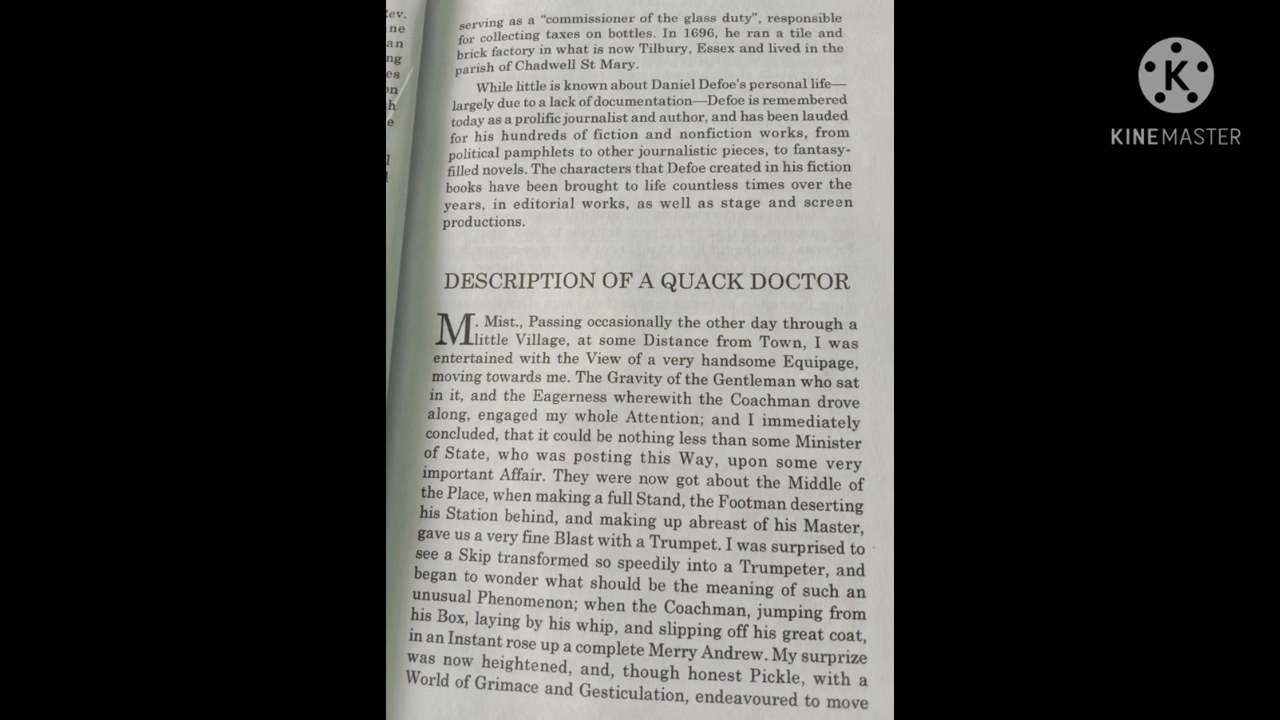 ev.
ne
an
ng
es
on
h
e
serving as a “commissioner of the glass duty”, responsible
for collecting taxes on bottles. In 1696, he ran a tile and
brick factory in what is now Tilbury, Essex and lived in the
parish of Chadwell St Mary.
While little is known about Daniel Defoe's personal life—
largely due to a lack of documentation—Defoe is remembered
today as a prolific journalist and author, and has been lauded
for his hundreds of fiction and nonfiction works, from
political pamphlets to other journalistic pieces, to fantasy-
filled novels. The characters that Defoe created in his fiction
books have been brought to life countless times over the
years, in editorial works, as well as stage and screen
productions.
DESCRIPTION OF A QUACK DOCTOR
M. Mist., Passing occasionally the other day through a
little Village, at some Distance from Town, I was
entertained with the View of a very handsome Equipage,
moving towards me. The Gravity of the Gentleman who sat
in it, and the Eagerness wherewith the Coachman drove
along, engaged my whole Attention; and I immediately
concluded, that it could be nothing less than some Minister
of State, who was posting this Way, upon some very
important Affair. They were now got about the Middle of
the Place, when making a full Stand, the Footman deserting
his Station behind, and making up abreast of his Master,
gave us a very fine Blast with a Trumpet. I was surprised to
see a Skip transformed so speedily into a Trumpeter, and
began to wonder what should be the meaning of such an
unusual Phenomenon; when the Coachman, jumping from
his Box, laying by his whip, and slipping off his great coat,
in an Instant rose up a complete Merry Andrew. My surprize
was now heightened, and, though honest Pickle, with a
World of Grimace and Gesticulation, endeavoured to move
K
KINEMASTER